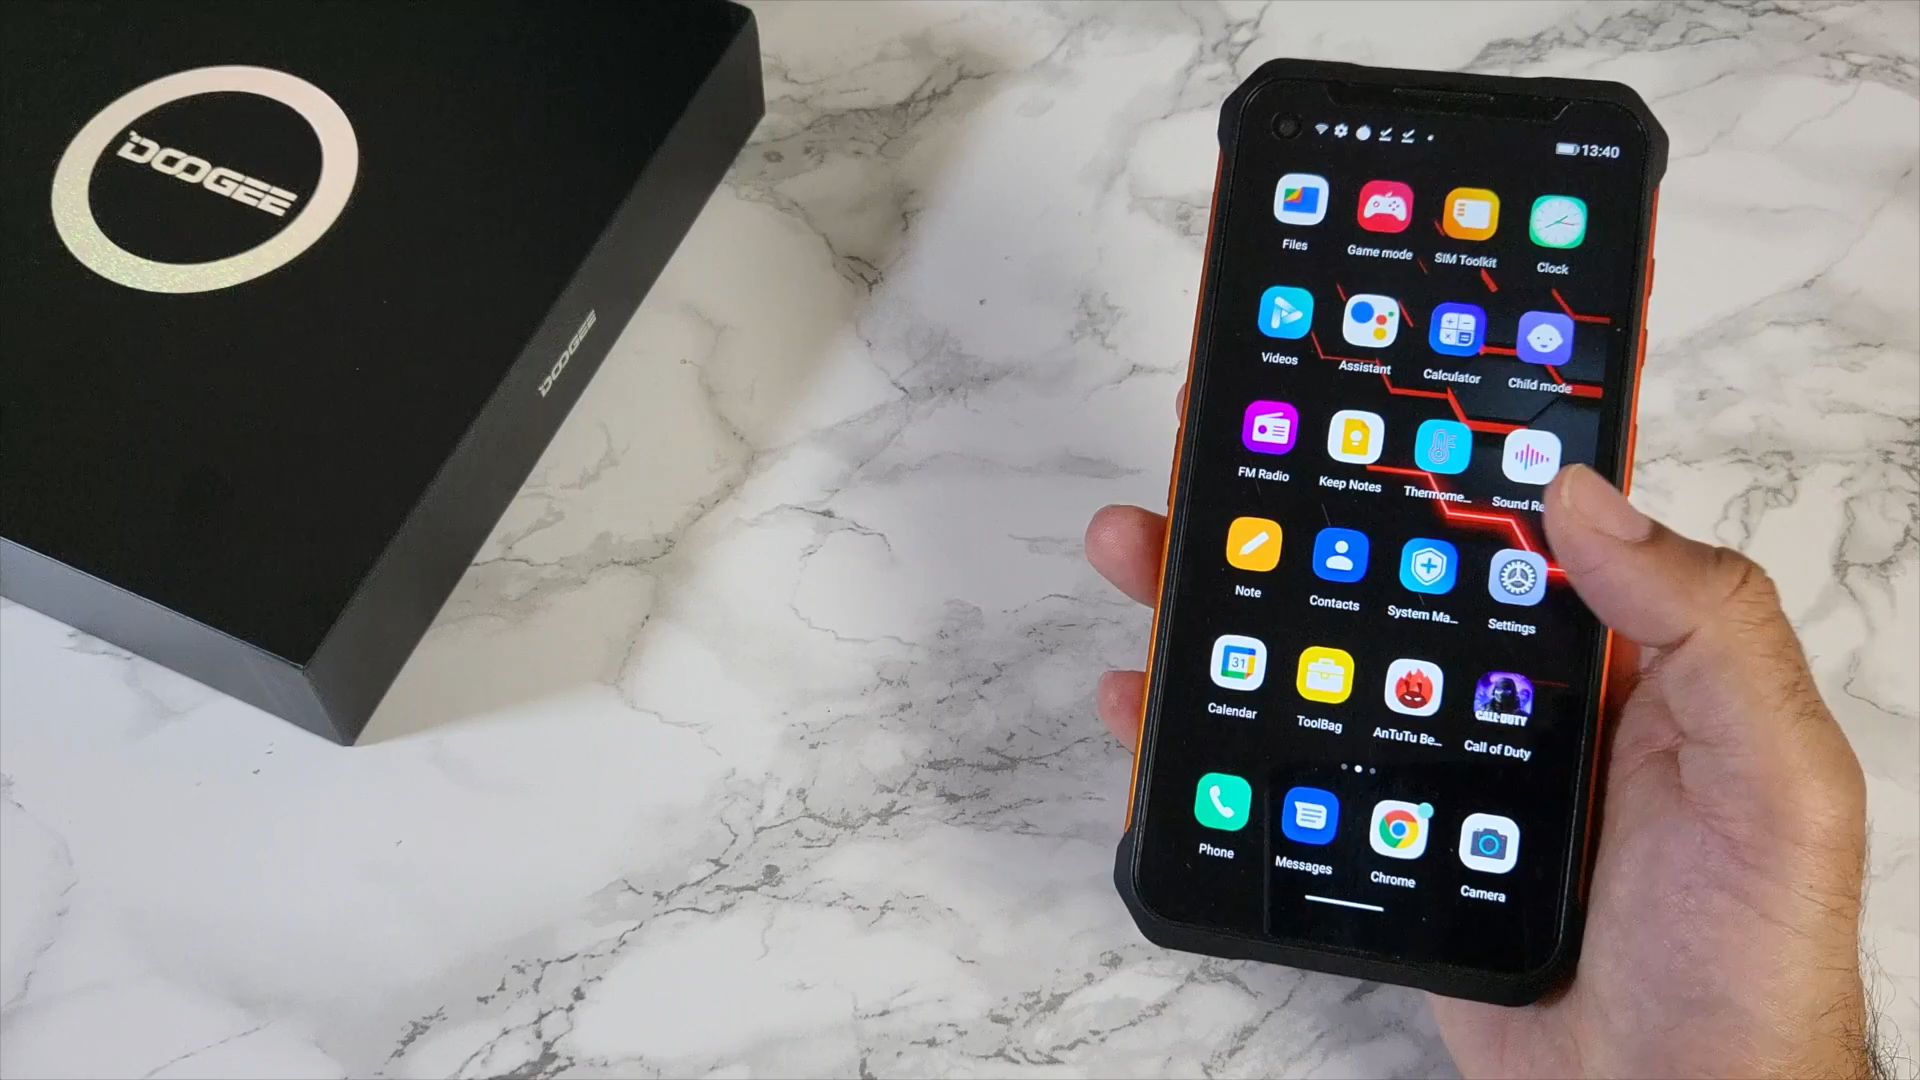 DOOGEE
DOOGEE
13:40
Files
Game mode
SIM Toolkit
Clock
Videos
Assistant
Calculator
Child mode
FM Radio
Keep Notes
Thermome...
Sound Re
Note
Contacts
System Ma...
Settings
31
CALL OF DUTY
Calendar
ToolBag
AnTuTu Be...
Call of Duty
Phone
Messages
Chrome
Camera